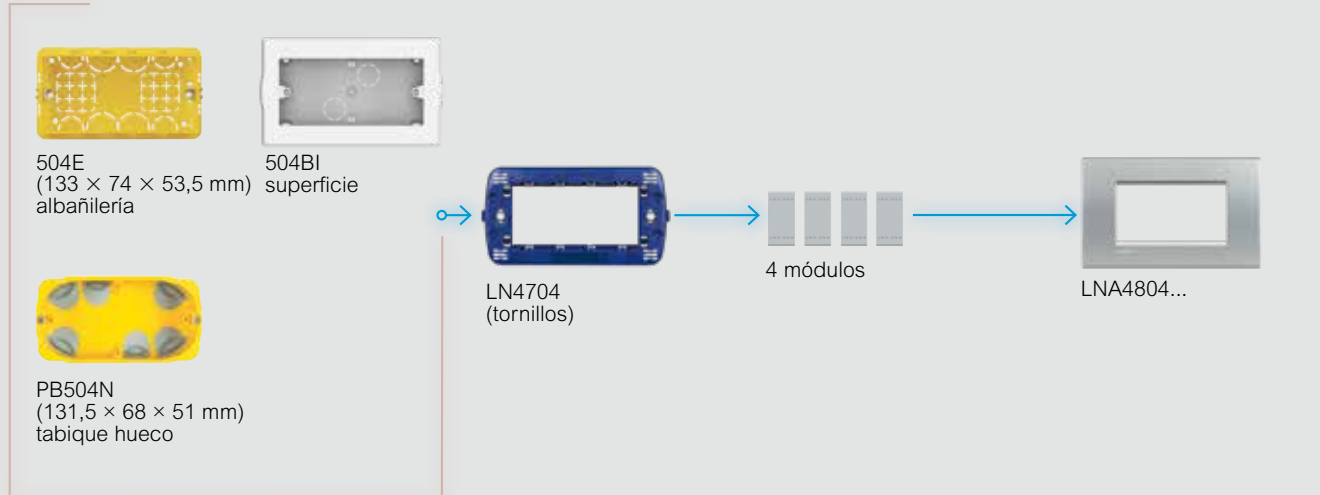 504E
(133 × 74 × 53,5 mm)
albañilería
504BI
superficie
PB504N
(131,5 × 68 × 51 mm)
tabique hueco
LN4704
(tornillos)
4 módulos
LNA4804...